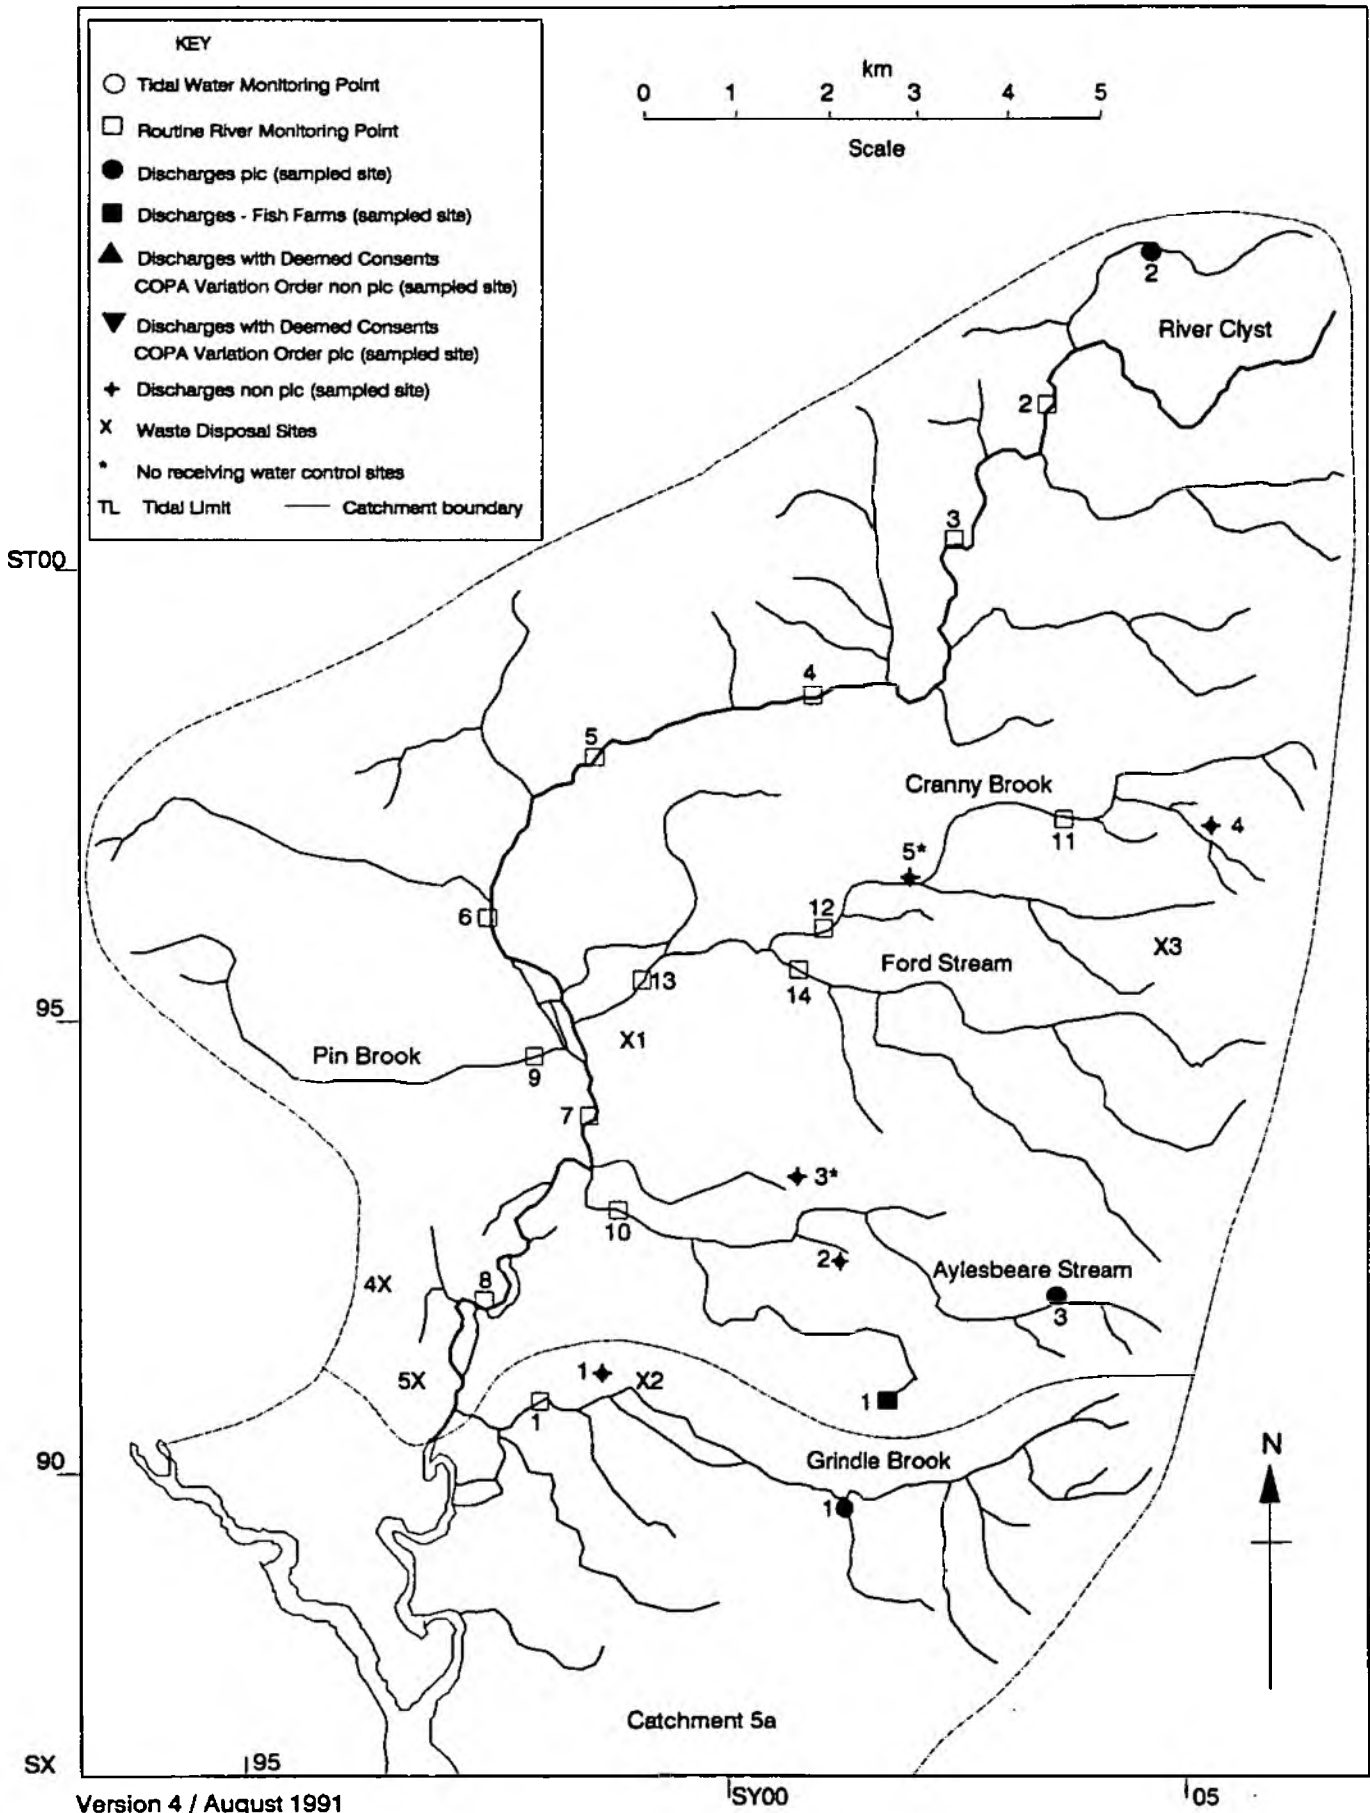 KEY
Tidal Water Monitoring Point
Routine River Monitoring Point
Discharges plc (sampled site)
Discharges - Fish Farms (sampled site)
Discharges with Deemed Consents
COPA Variation Order non plc (sampled site)
Discharges with Deemed Consents
COPA Variation Order plc (sampled site)
Discharges non plc (sampled site)
X Waste Disposal Sites
* No receiving water control sites
TL Tidal Limit Catchment boundary
km
0 1 2 3 4 5
Scale
2
River Clyst
2
3
ST00
4
5
Cranny Brook
4
11
5*
12
6
X3
Ford Stream
13
14
95
X1
Pin Brook
9
7
3*
10
2
Aylesbeare Stream
4X
8
3
5X
1
X2
1
1
Grindle Brook
90
N
1
Catchment 5a
SX
95
SY00
05
Version 4 / August 1991